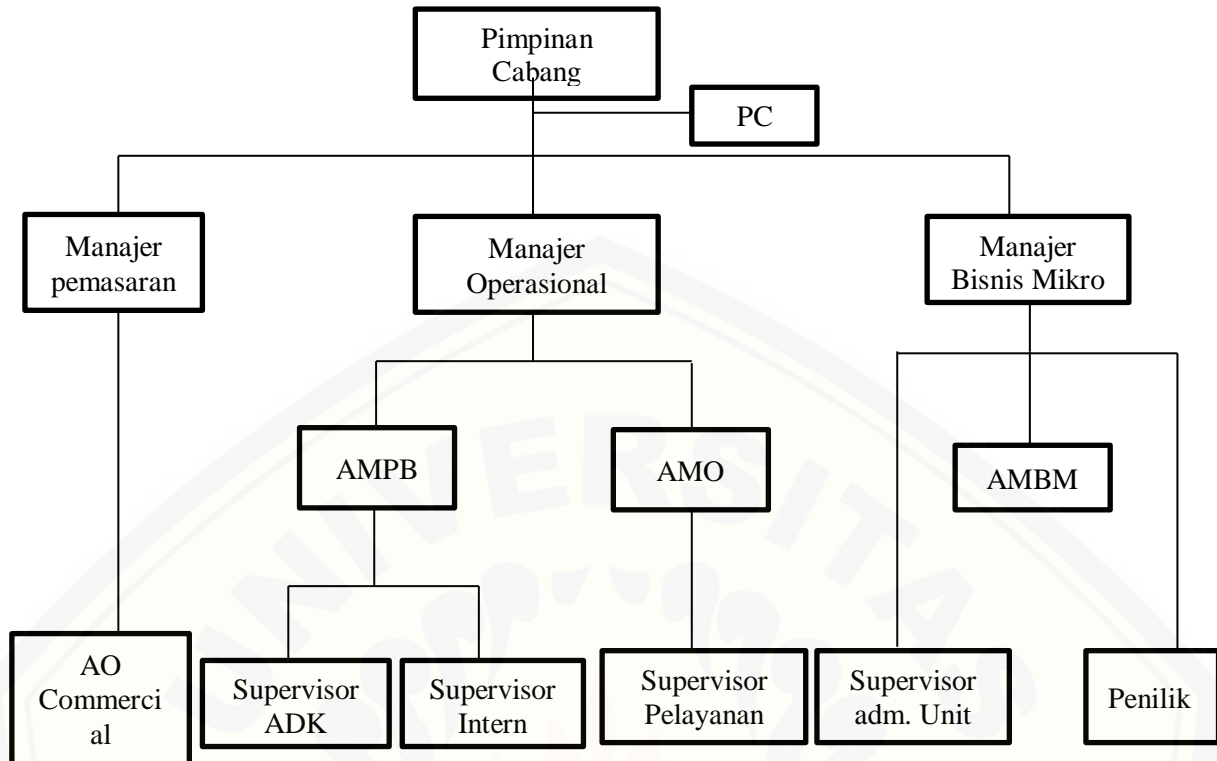 Pimpinan
Cabang
PC
Manajer
pemasaran
Manajer
Operasional
Manajer
Bisnis Mikro
AMPB
AMO
AMBM
AO
Commerci
al
Supervisor
ADK
Supervisor
Intern
Supervisor
Pelayanan
Supervisor
adm. Unit
Penilik
UNIVERSITAS